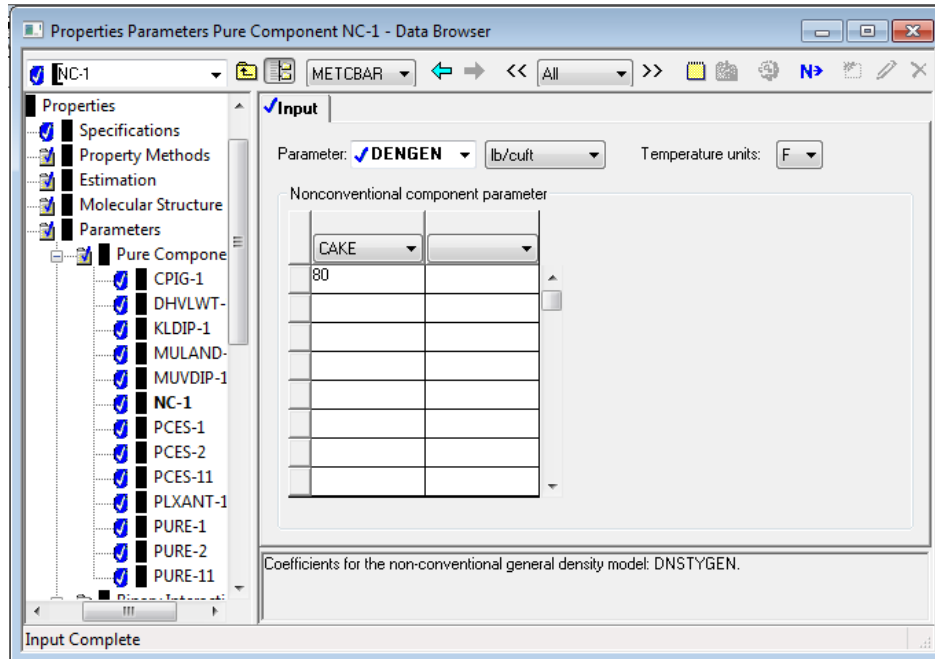 Properties Parameters Pure Component NC-1 - Data Browser
NC-1
METCBAR
<<
All
>>
N>
Properties
Specifications
Property Methods
Estimation
Molecular Structure
Parameters
Pure Compone
CPIG-1
DHVLWT-
KLDIP-1
MULAND-
MUVDIP-1
NC-1
PCES-1
PCES-2
PCES-11
PLXANT-1
PURE-1
PURE-2
PURE-11
Input
Parameter: DENGEN lb/cuft Temperature units: F
Nonconventional component parameter
CAKE
80
Coefficients for the non-conventional general density model: DNSTYGEN.
Input Complete